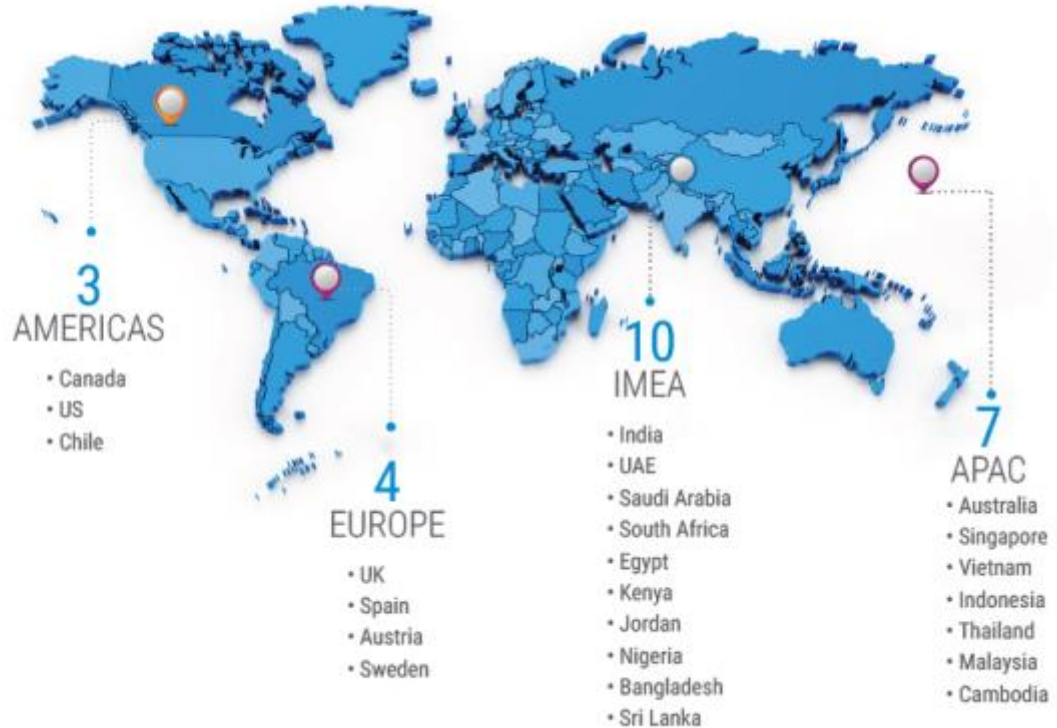 3
AMERICAS
• Canada
• US
• Chile
4
EUROPE
• UK
• Spain
• Austria
• Sweden
10
IMEA
• India
• UAE
• Saudi Arabia
• South Africa
• Egypt
• Kenya
• Jordan
• Nigeria
• Bangladesh
• Sri Lanka
7
APAC
• Australia
• Singapore
• Vietnam
• Indonesia
• Thailand
• Malaysia
• Cambodia